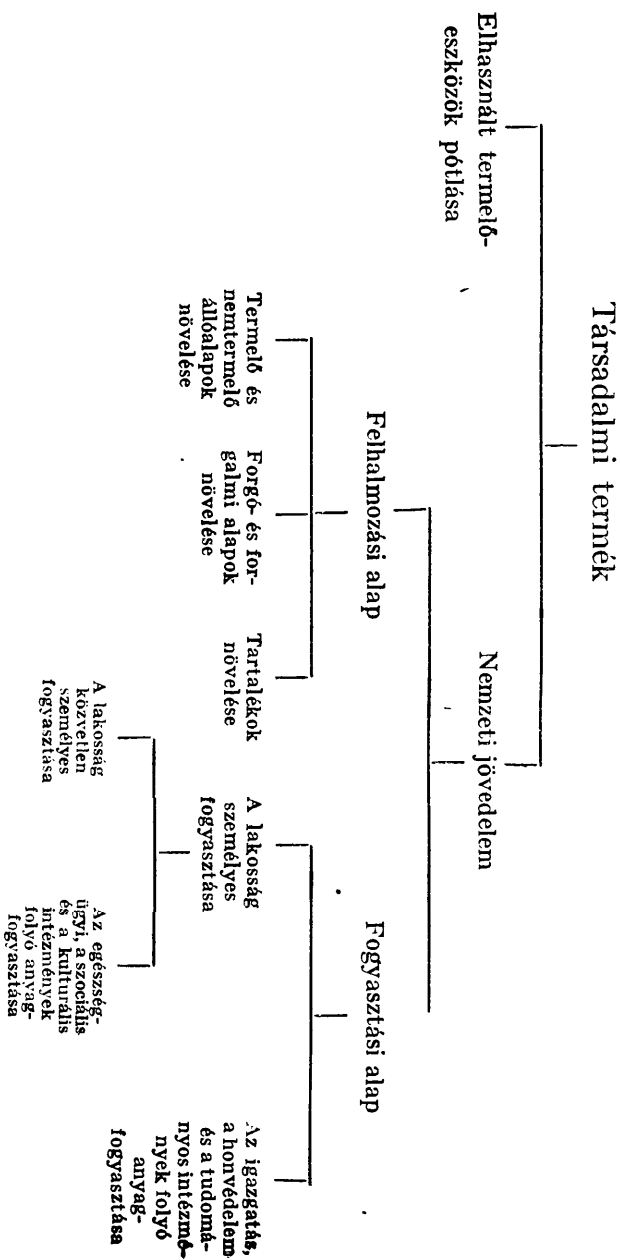 Társadalmi termék
Elhasznált termelő-
eszközök pótlása
Nemzeti jövedelem
Felhalmozási alap
Fogyasztási alap
Termelő és
nemtermelő
állóalapok
növelése
Forgó- és for-
galmi alapok
növelése
Tartalékok
növelése
A lakosság
személyes
fogyasztása
Az igazgatás,
a honvédelem
és a tudomá-
nyos intézmé-
nyek folyó
anyag-
fogyasztása
A lakosság
közvetlen
személyes
fogyasztása
Az egészség-
ügyi, a szociális
és a kulturális
intézmények
folyó anyag-
fogyasztása